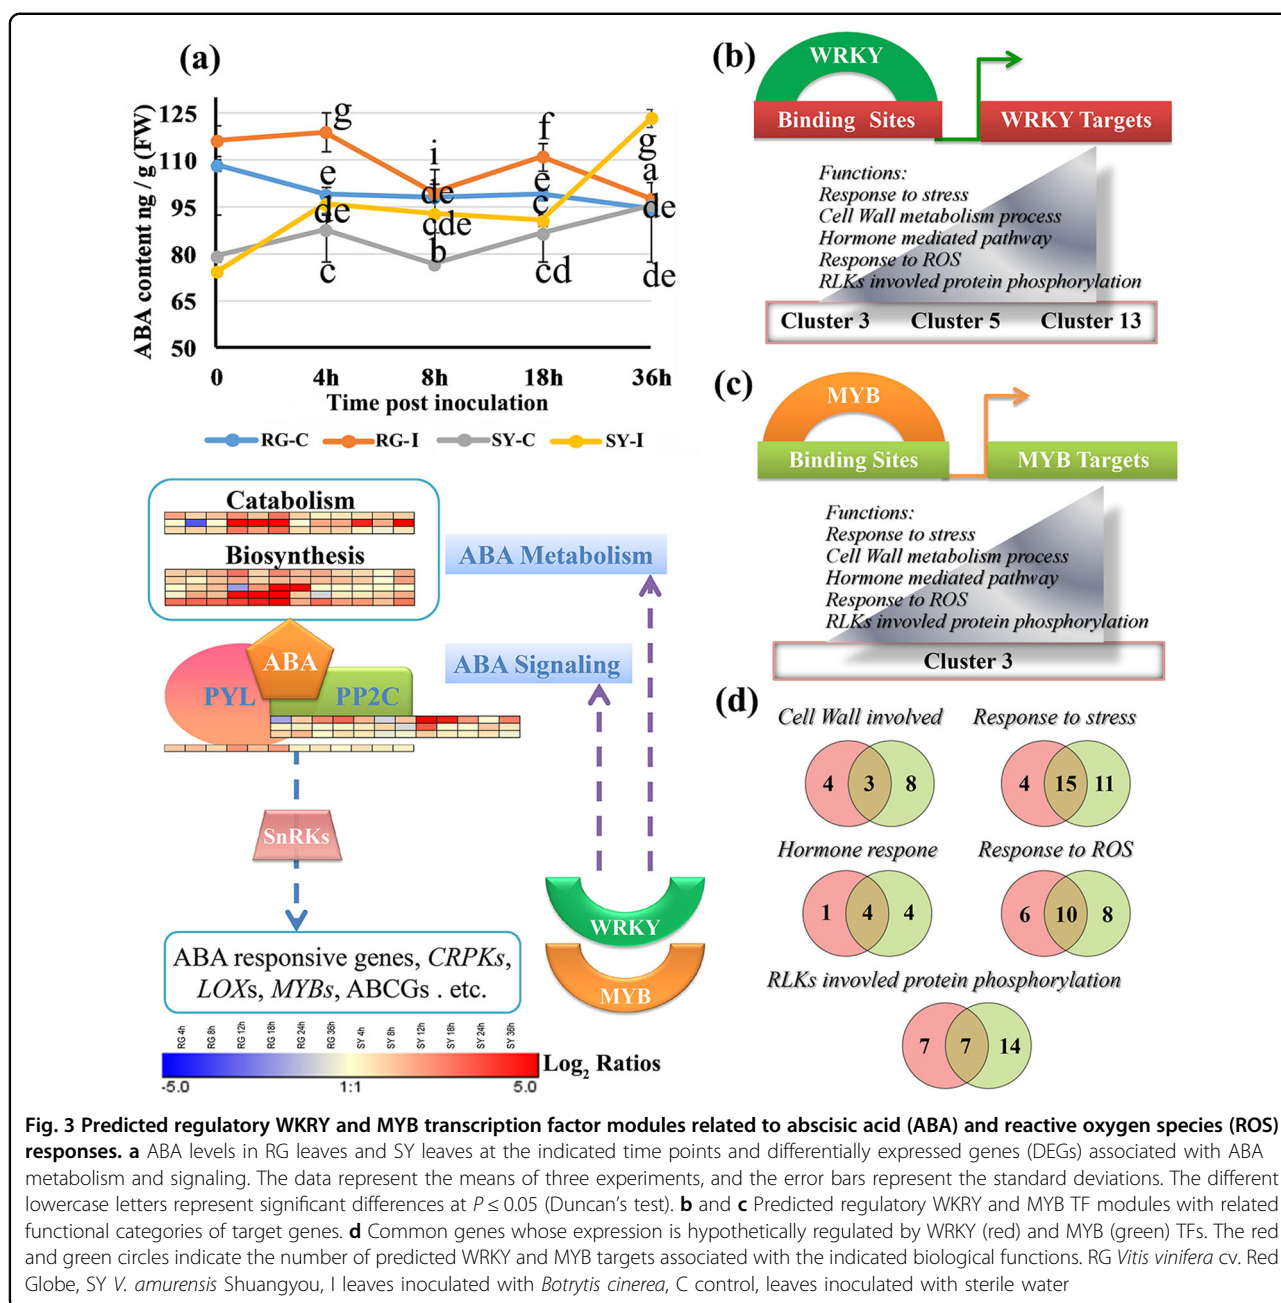 (a)
125
110
95
80
65
50
ABA content ng / g (FW)
g
f
i
g
e
de
e
a
de
de
cde
c
b
c
cd
de
0 4h 8h 18h 36h
Time post inoculation
RG-C RG-I SY-C SY-I
Catabolism
Biosynthesis
ABA
PYL PP2C
SnRKs
ABA responsive genes, CRPKs,
LOXs, MYBs, ABCGs . etc.
ABA Metabolism
ABA Signaling
WRKY
MYB
RG 4h
RG 8h
RG 12h
RG 18h
RG 24h
RG 36h
SY 4h
SY 8h
SY 12h
SY 18h
SY 24h
SY 36h
-5.0 1:1 5.0
Log2 Ratios
(b)
WRKY
Binding Sites WRKY Targets
Functions:
Response to stress
Cell Wall metabolism process
Hormone mediated pathway
Response to ROS
RLKs invovled protein phosphorylation
Cluster 3 Cluster 5 Cluster 13
(c)
MYB
Binding Sites MYB Targets
Functions:
Response to stress
Cell Wall metabolism process
Hormone mediated pathway
Response to ROS
RLKs invovled protein phosphorylation
Cluster 3
(d)
Cell Wall involved Response to stress
4 3 8 4 15 11
Hormone respone Response to ROS
1 4 4 6 10 8
RLKs invovled protein phosphorylation
7 7 14
Fig. 3 Predicted regulatory WKRY and MYB transcription factor modules related to abscisic acid (ABA) and reactive oxygen species (ROS)
responses. a ABA levels in RG leaves and SY leaves at the indicated time points and differentially expressed genes (DEGs) associated with ABA
metabolism and signaling. The data represent the means of three experiments, and the error bars represent the standard deviations. The different
lowercase letters represent significant differences at P ≤ 0.05 (Duncan's test). b and c Predicted regulatory WKRY and MYB TF modules with related
functional categories of target genes. d Common genes whose expression is hypothetically regulated by WRKY (red) and MYB (green) TFs. The red
and green circles indicate the number of predicted WRKY and MYB targets associated with the indicated biological functions. RG Vitis vinifera cv. Red
Globe, SY V. amurensis Shuangyou, I leaves inoculated with Botrytis cinerea, C control, leaves inoculated with sterile water